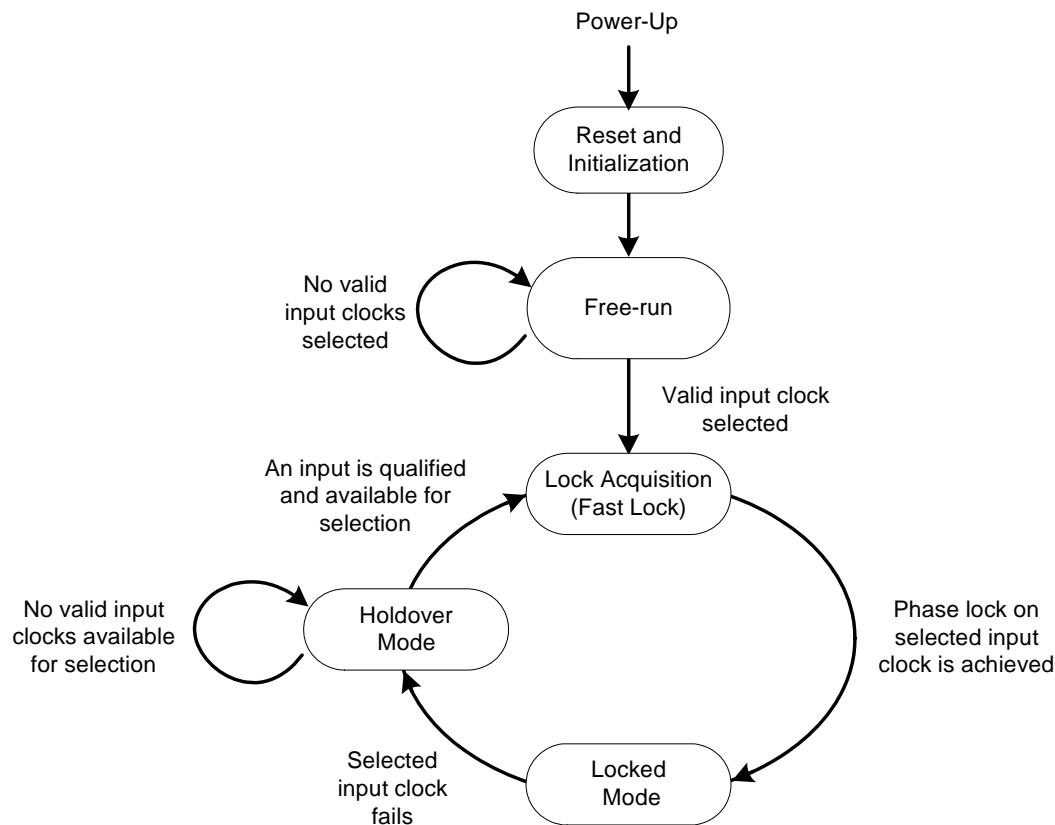 Power-Up
Reset and
Initialization
No valid
input clocks
selected
Free-run
Valid input clock
selected
An input is qualified
and available for
selection
Lock Acquisition
(Fast Lock)
No valid input
clocks available
for selection
Holdover
Mode
Phase lock on
selected input
clock is achieved
Selected
input clock
fails
Locked
Mode